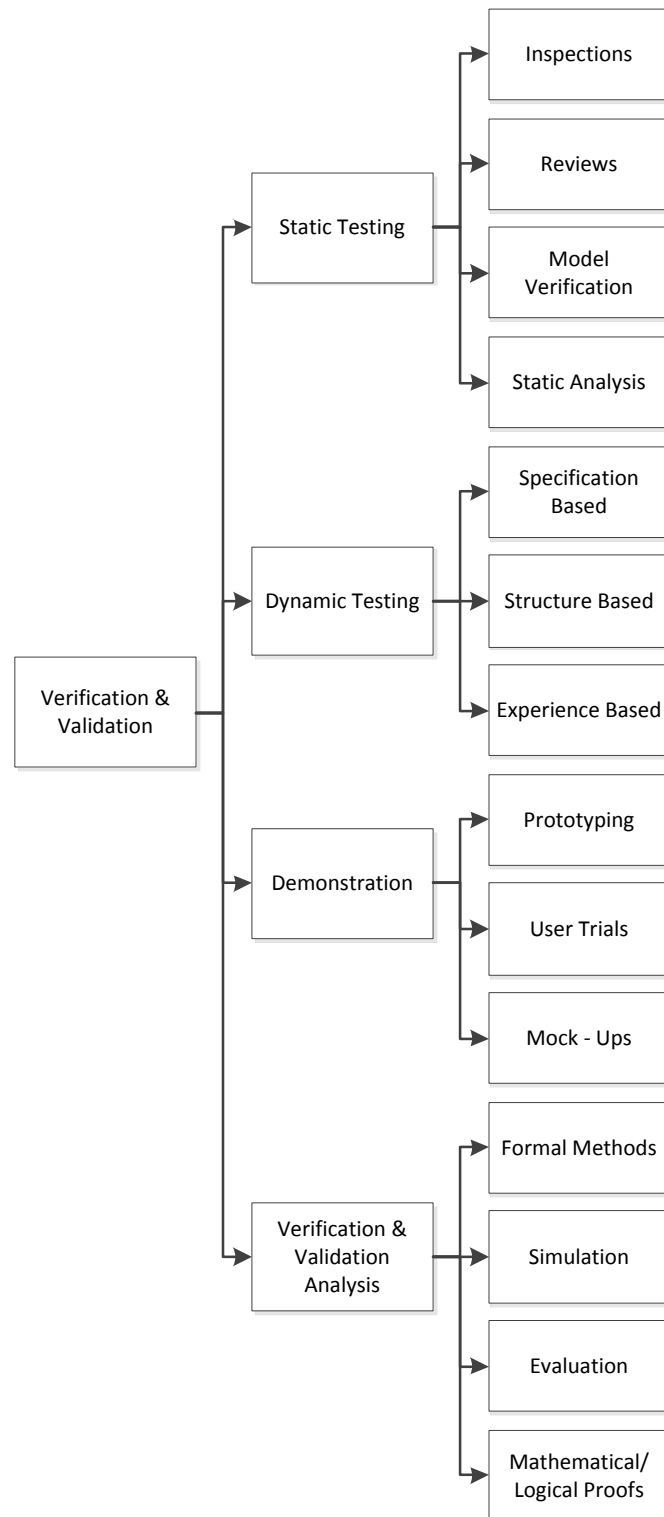 Inspections
Reviews
Static Testing
Model
Verification
Static Analysis
Specification
Based
Dynamic Testing
Structure Based
Verification &
Validation
Experience Based
Prototyping
Demonstration
User Trials
Mock - Ups
Formal Methods
Verification &
Validation
Analysis
Simulation
Evaluation
Mathematical/
Logical Proofs